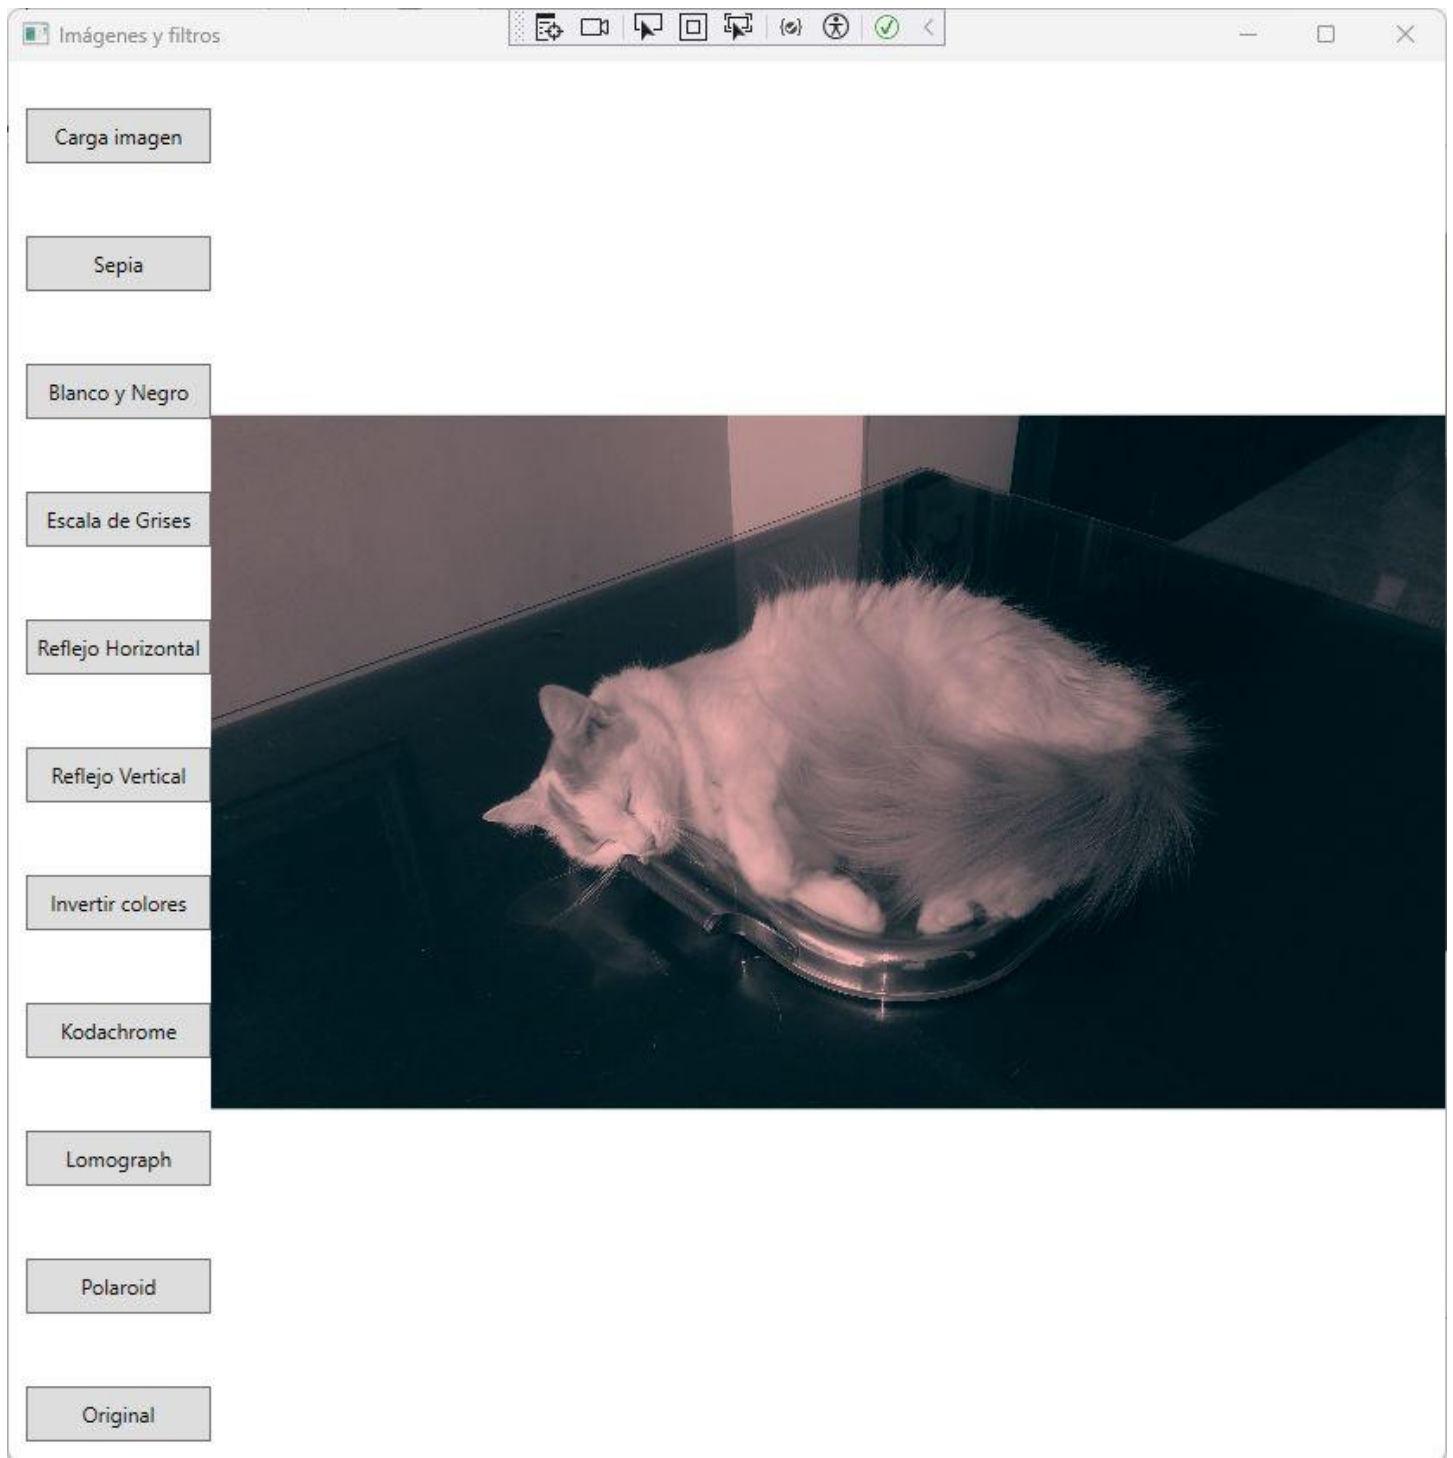 Imágenes y filtros
Carga imagen
Sepia
Blanco y Negro
Escala de Grises
Reflejo Horizontal
Reflejo Vertical
Invertir colores
Kodachrome
Lomograph
Polaroid
Original